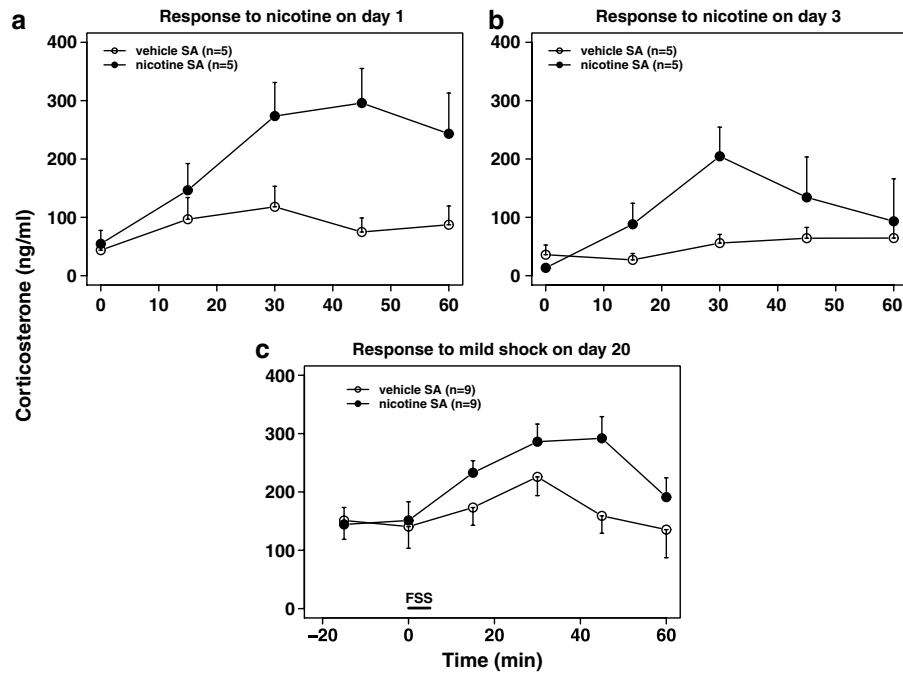 a
Response to nicotine on day 1
400
300
200
100
0
vehicle SA (n=5)
nicotine SA (n=5)
0 10 20 30 40 50 60
b
Response to nicotine on day 3
400
300
200
100
0
vehicle SA (n=5)
nicotine SA (n=5)
0 10 20 30 40 50 60
Corticosterone (ng/ml)
c
Response to mild shock on day 20
400
300
200
100
0
vehicle SA (n=9)
nicotine SA (n=9)
FSS
−20 0 20 40 60
Time (min)